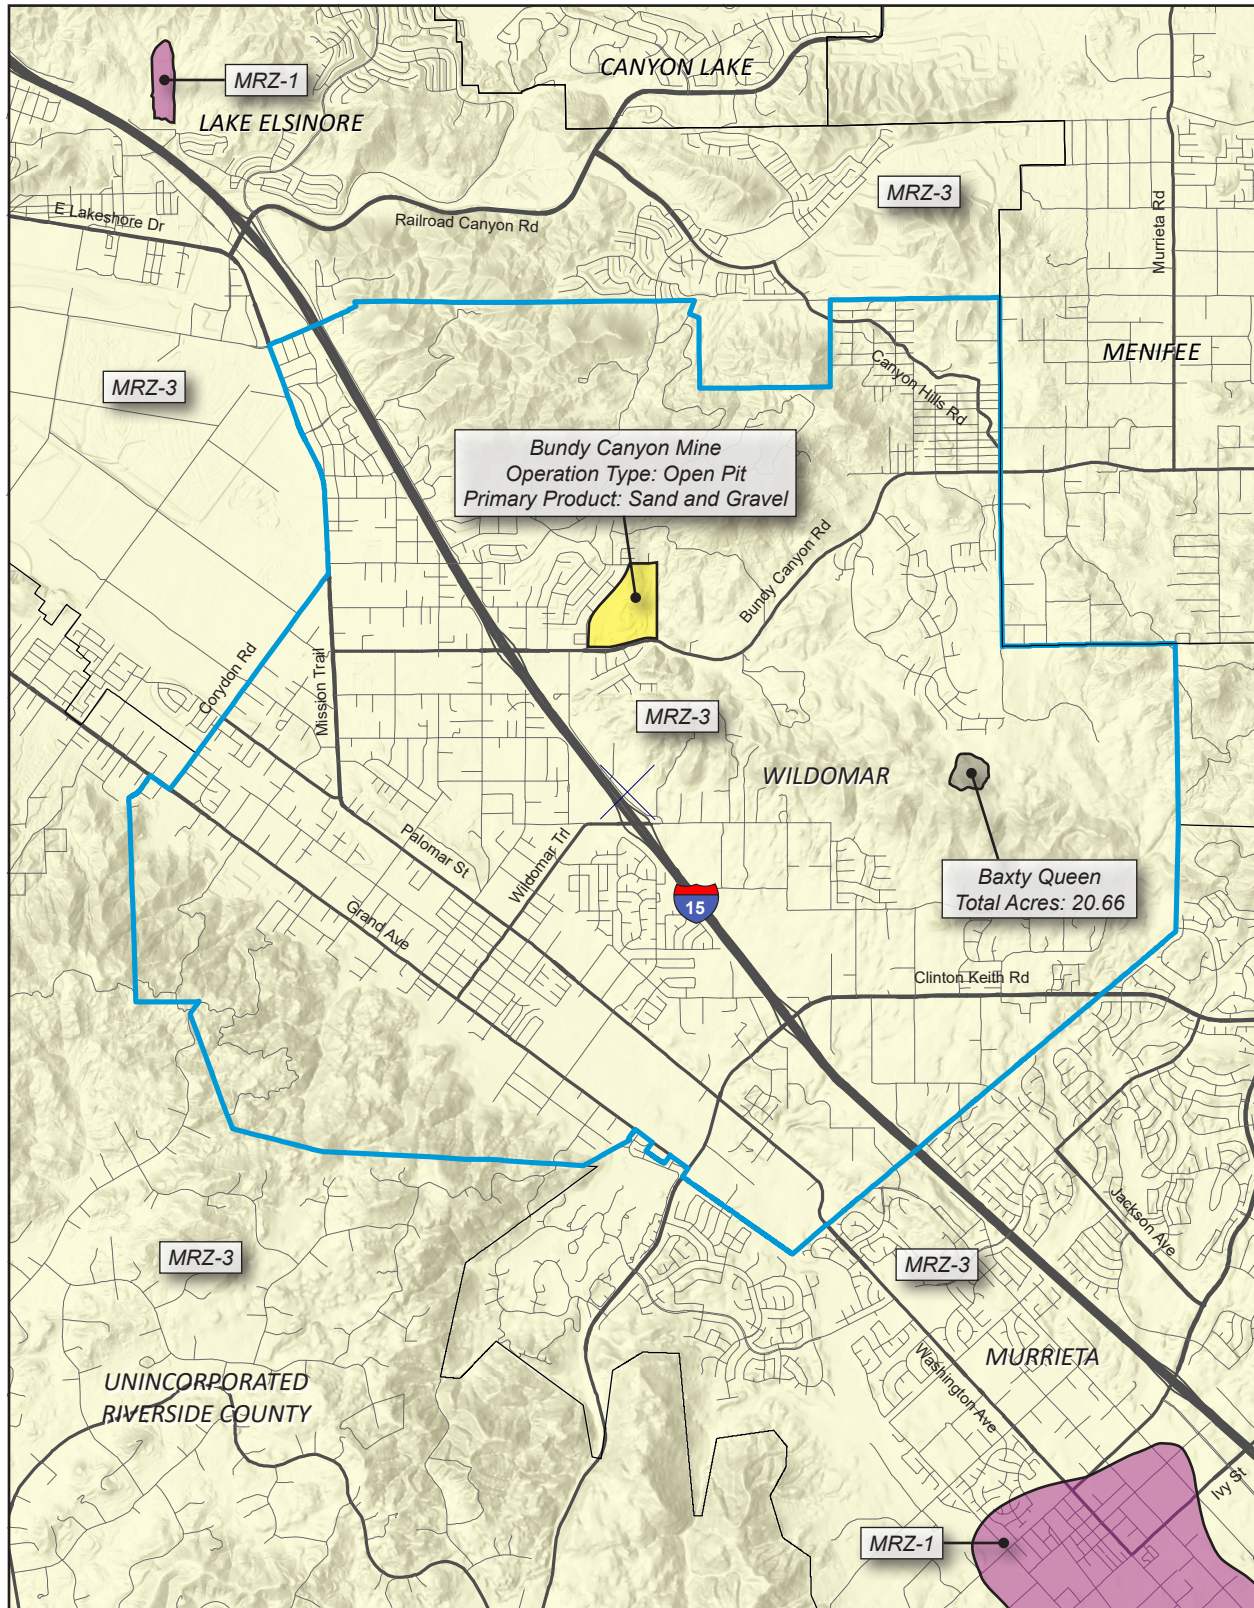 CANYON LAKE
MRZ-1
LAKE ELSINORE
MRZ-3
E Lakeshore Dr
Railroad Canyon Rd
Murrieta Rd
MENIFEE
MRZ-3
Canyon Hills Rd
Bundy Canyon Mine
Operation Type: Open Pit
Primary Product: Sand and Gravel
Bundy Canyon Rd
Corydon Rd
Mission Trail
MRZ-3
WILDOMAR
Palomar St
Wildomar Trl
Baxty Queen
Total Acres: 20.66
15
Grand Ave
Clinton Keith Rd
Jackson Ave
MRZ-3
MRZ-3
Washington Ave
MURRIETA
UNINCORPORATED
RIVERSIDE COUNTY
Ivy St
MRZ-1